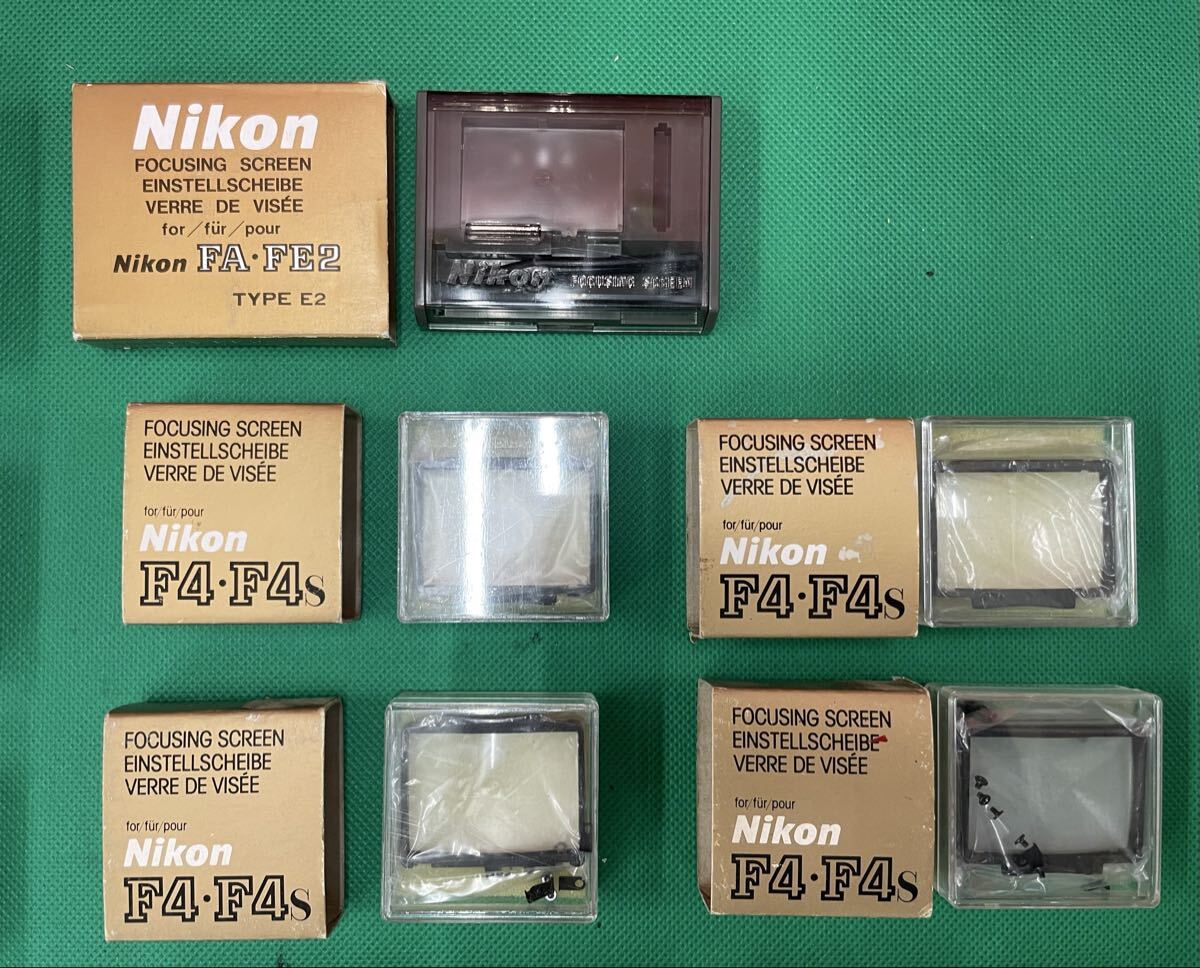 Nikon
FOCUSING SCREEN
EINSTELLSCHEIBE
VERRE DE VISÉE
for/für/pour
Nikon FA·FE2
TYPE E2
Nikon FOCUSING SCREEN
FOCUSING SCREEN
EINSTELLSCHEIBE
VERRE DE VISÉE
for/für/pour
Nikon
F4·F4s
FOCUSING SCREEN
EINSTELLSCHEIBE
VERRE DE VISÉE
for/für/pour
Nikon
F4·F4s
FOCUSING SCREEN
EINSTELLSCHEIBE
VERRE DE VISÉE
for/für/pour
Nikon
F4·F4s
FOCUSING SCREEN
EINSTELLSCHEIBE
VERRE DE VISÉE
for/für/pour
Nikon
F4·F4s